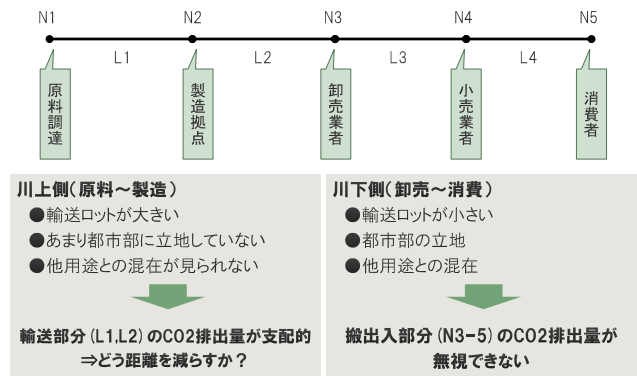 N1 N2 N3 N4 N5
L1 L2 L3 L4
原料調達
製造拠点
卸売業者
小売業者
消費者
川上側(原料～製造)
●輸送ロットが大きい
●あまり都市部に立地していない
●他用途との混在が見られない
輸送部分(L1,L2)のCO2排出量が支配的
⇒どう距離を減らすか？
川下側(卸売～消費)
●輸送ロットが小さい
●都市部の立地
●他用途との混在
搬出入部分(N3-5)のCO2排出量が
無視できない